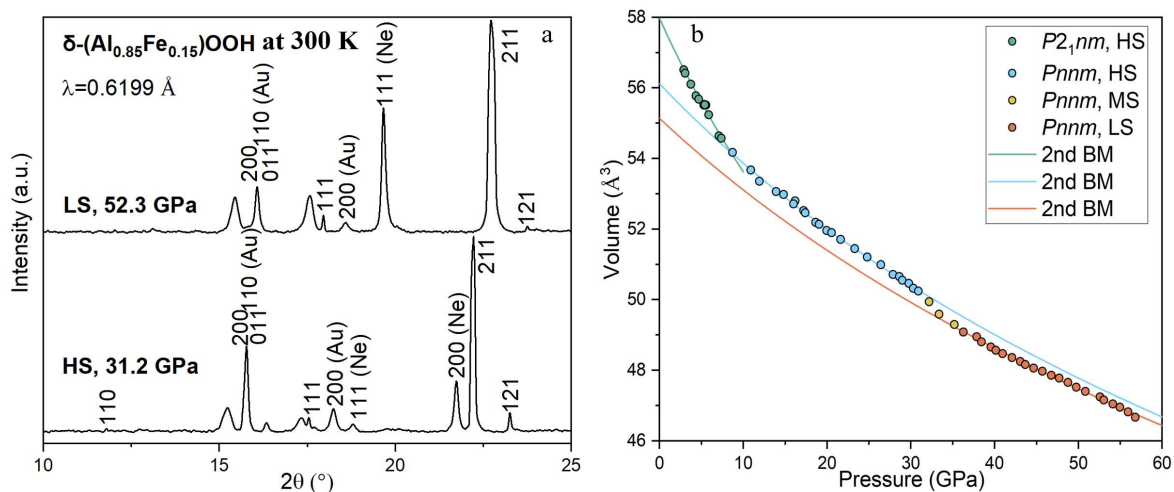 δ-(Al0.85Fe0.15)OOH at 300 K
a
λ=0.6199 Å
LS, 52.3 GPa
200
011
110 (Au)
111
200 (Au)
111 (Ne)
211
121
HS, 31.2 GPa
110
200
011
110 (Au)
111
200 (Au)
111 (Ne)
200 (Ne)
211
121
Intensity (a.u.)
10
15
20
25
2θ (°)
b
P21nm, HS
Pnnm, HS
Pnnm, MS
Pnnm, LS
2nd BM
2nd BM
2nd BM
Volume (Å3)
58
56
54
52
50
48
46
0
10
20
30
40
50
60
Pressure (GPa)